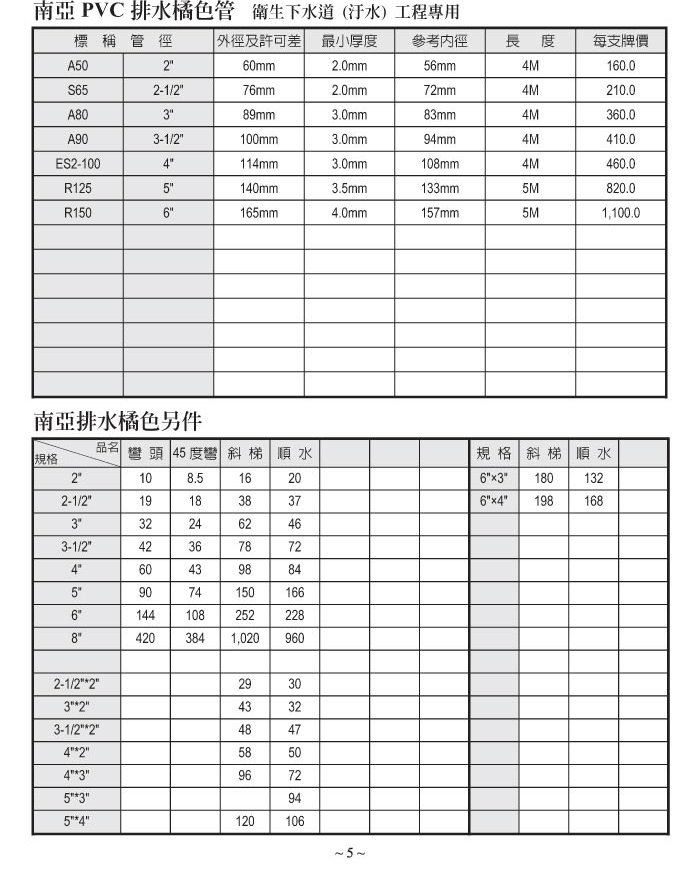 南亞 PVC 排水橘色管 衛生下水道 (汙水) 工程專用
標 稱 管 徑 外徑及許可差 最小厚度 參考內徑 長 度 每支牌價
A50 2" 60mm 2.0mm 56mm 4M 160.0
S65 2-1/2" 76mm 2.0mm 72mm 4M 210.0
A80 3" 89mm 3.0mm 83mm 4M 360.0
A90 3-1/2" 100mm 3.0mm 94mm 4M 410.0
ES2-100 4" 114mm 3.0mm 108mm 4M 460.0
R125 5" 140mm 3.5mm 133mm 5M 820.0
R150 6" 165mm 4.0mm 157mm 5M 1,100.0
南亞排水橘色另件
品名 規格 彎 頭 45 度彎 斜 梯 順 水 規 格 斜 梯 順 水
2" 10 8.5 16 20 6"×3" 180 132
2-1/2" 19 18 38 37 6"×4" 198 168
3" 32 24 62 46
3-1/2" 42 36 78 72
4" 60 43 98 84
5" 90 74 150 166
6" 144 108 252 228
8" 420 384 1,020 960
2-1/2"*2" 29 30
3"*2" 43 32
3-1/2"*2" 48 47
4"*2" 58 50
4"*3" 96 72
5"*3" 94
5"*4" 120 106
~ 5 ~